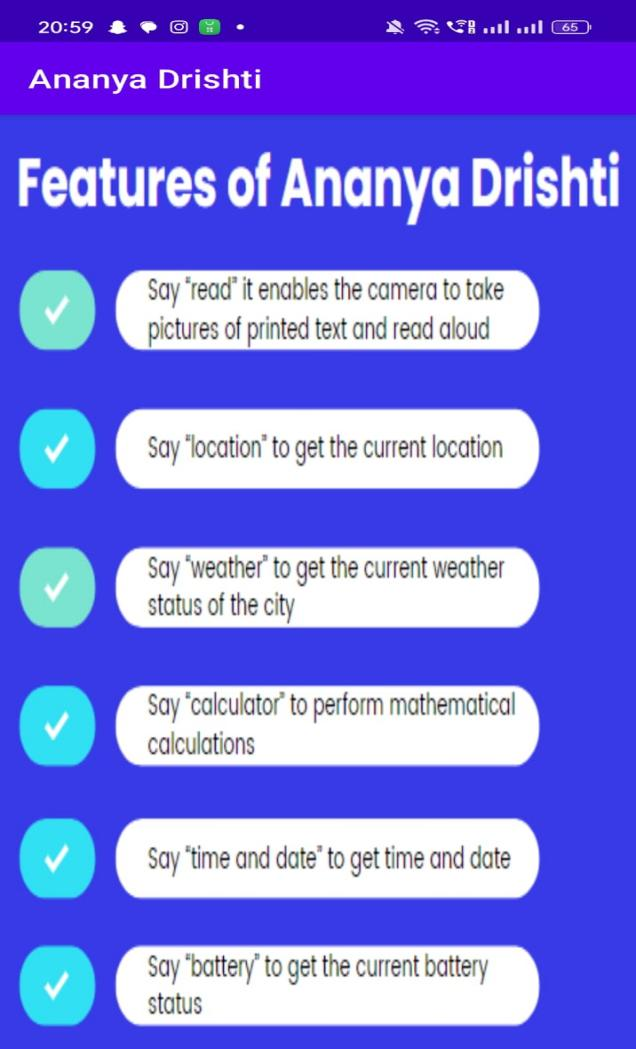 20:59
65
Ananya Drishti
Features of Ananya Drishti
Say "read" it enables the camera to take
pictures of printed text and read aloud
Say "location" to get the current location
Say "weather" to get the current weather
status of the city
Say "calculator" to perform mathematical
calculations
Say "time and date" to get time and date
Say "battery" to get the current battery
status